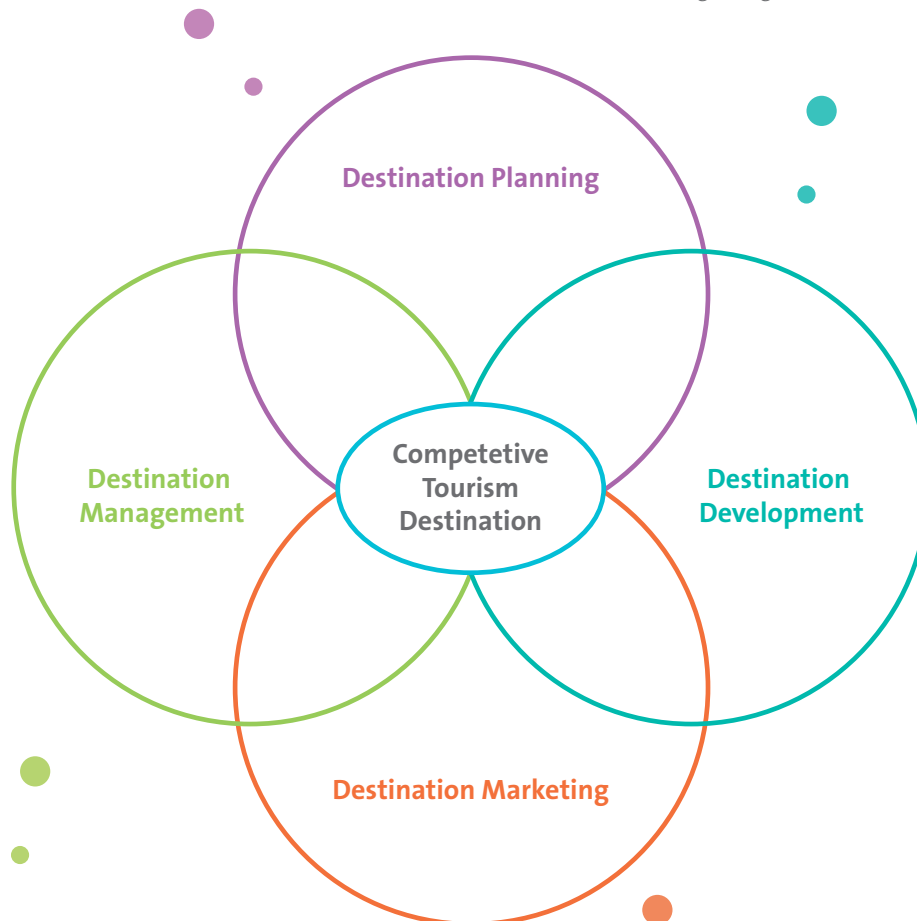 Destination Planning
Competetive
Tourism
Destination
Destination
Management
Destination
Development
Destination Marketing